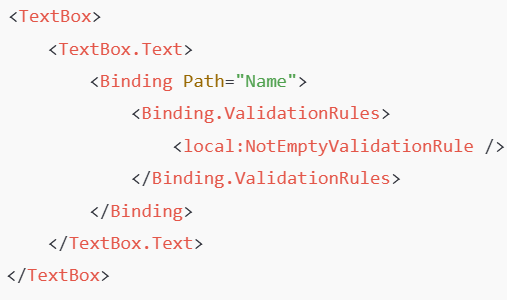 <TextBox>
    <TextBox.Text>
        <Binding Path="Name">
            <Binding.ValidationRules>
                <local:NotEmptyValidationRule />
            </Binding.ValidationRules>
        </Binding>
    </TextBox.Text>
</TextBox>